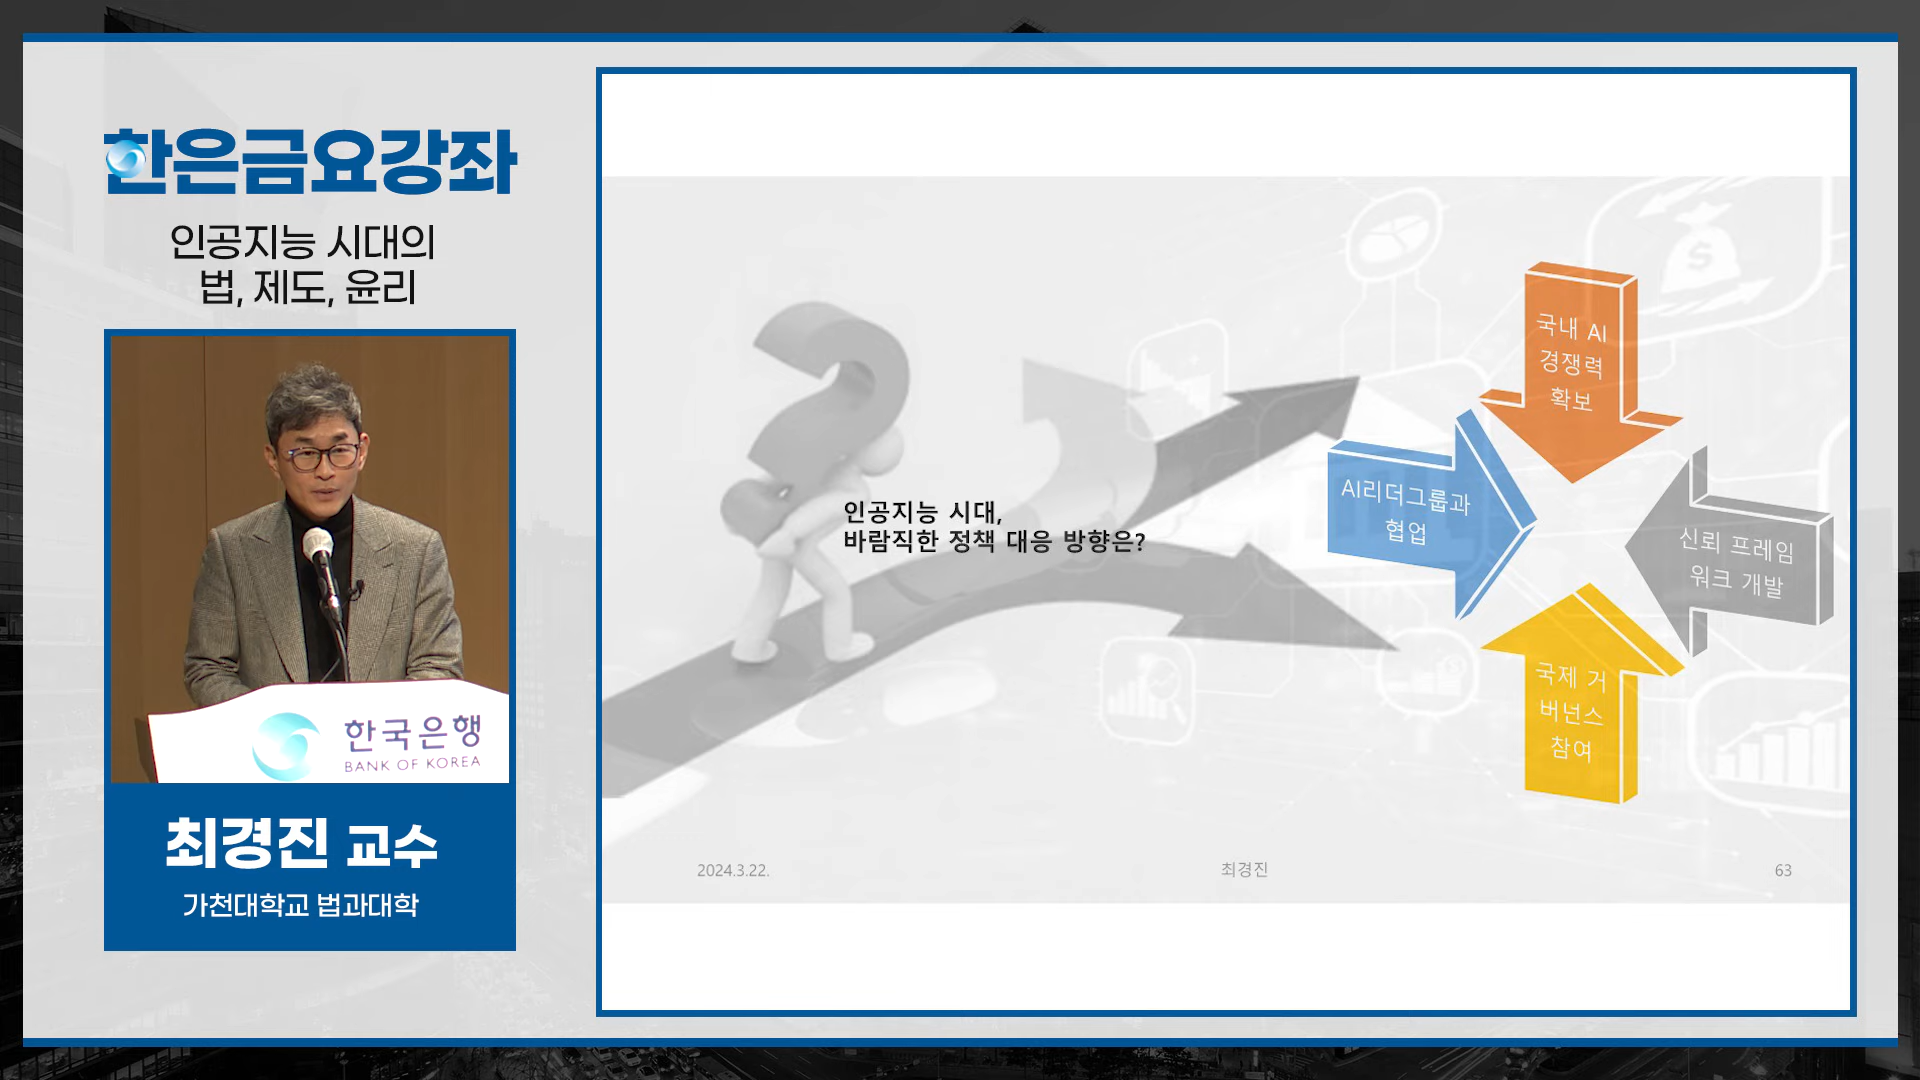 한은금요강좌
인공지능 시대의
법, 제도, 윤리
한국은행
BANK OF KOREA
최경진 교수
가천대학교 법과대학
인공지능 시대,
바람직한 정책 대응 방향은?
국내 AI
경쟁력
확보
AI리더그룹과
협업
신뢰 프레임
워크 개발
국제 거
버넌스
참여
2024.3.22.
최경진
63